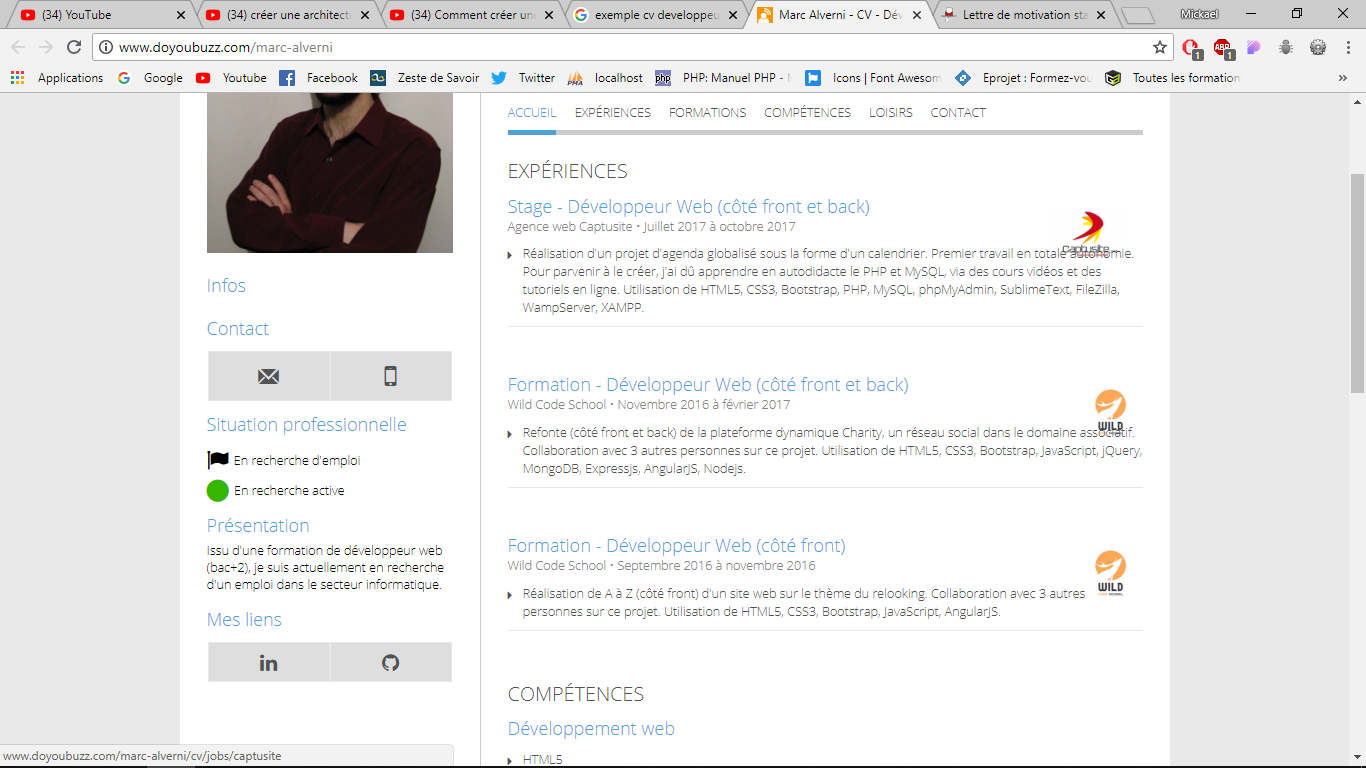 (34) YouTube
(34) créer une architect
(34) Comment créer une
exemple cv developpeu
Marc Alverni - CV - Dév
Lettre de motivation sta
Mickael
www.doyoubuzz.com/marc-alverni
1
ABP
1
Applications
Google
Youtube
Facebook
Zeste de Savoir
Twitter
PMA
localhost
php
PHP: Manuel PHP - M
Icons | Font Awesom
Eprojet : Formez-vou
Toutes les formation
»
ACCUEIL EXPÉRIENCES FORMATIONS COMPÉTENCES LOISIRS CONTACT
Infos
Contact
Situation professionnelle
En recherche d'emploi
En recherche active
Présentation
Issu d'une formation de développeur web
(bac+2), je suis actuellement en recherche
d'un emploi dans le secteur informatique.
Mes liens
in
EXPÉRIENCES
Stage - Développeur Web (côté front et back)
Agence web Captusite • Juillet 2017 à octobre 2017
Captusite
Réalisation d'un projet d'agenda globalisé sous la forme d'un calendrier. Premier travail en totale autonomie.
Pour parvenir à le créer, j'ai dû apprendre en autodidacte le PHP et MySQL, via des cours vidéos et des
tutoriels en ligne. Utilisation de HTML5, CSS3, Bootstrap, PHP, MySQL, phpMyAdmin, SublimeText, FileZilla,
WampServer, XAMPP.
Formation - Développeur Web (côté front et back)
Wild Code School • Novembre 2016 à février 2017
WILD
Refonte (côté front et back) de la plateforme dynamique Charity, un réseau social dans le domaine associatif.
Collaboration avec 3 autres personnes sur ce projet. Utilisation de HTML5, CSS3, Bootstrap, JavaScript, jQuery,
MongoDB, Expressjs, AngularJS, Nodejs.
Formation - Développeur Web (côté front)
Wild Code School • Septembre 2016 à novembre 2016
WILD
Réalisation de A à Z (côté front) d'un site web sur le thème du relooking. Collaboration avec 3 autres
personnes sur ce projet. Utilisation de HTML5, CSS3, Bootstrap, JavaScript, AngularJS.
COMPÉTENCES
Développement web
HTML5
www.doyoubuzz.com/marc-alverni/cv/jobs/captusite